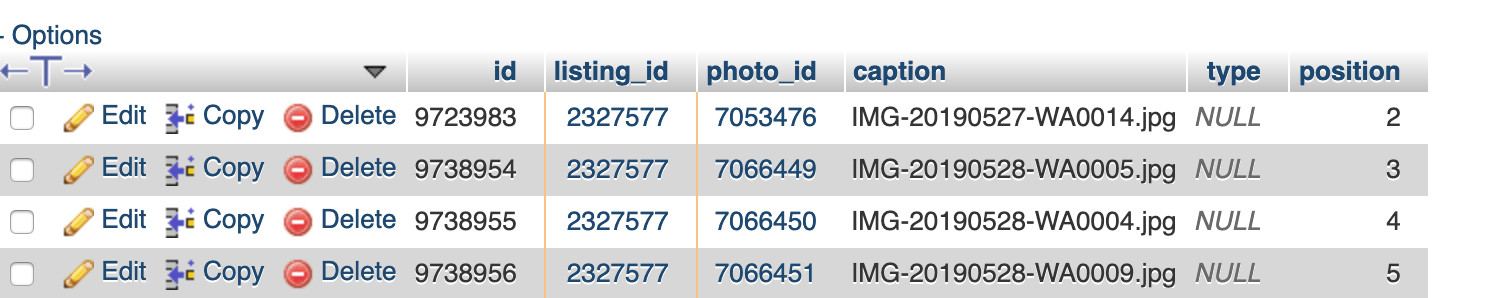 - Options
←T→ id listing_id photo_id caption type position
Edit Copy Delete 9723983 2327577 7053476 IMG-20190527-WA0014.jpg NULL 2
Edit Copy Delete 9738954 2327577 7066449 IMG-20190528-WA0005.jpg NULL 3
Edit Copy Delete 9738955 2327577 7066450 IMG-20190528-WA0004.jpg NULL 4
Edit Copy Delete 9738956 2327577 7066451 IMG-20190528-WA0009.jpg NULL 5